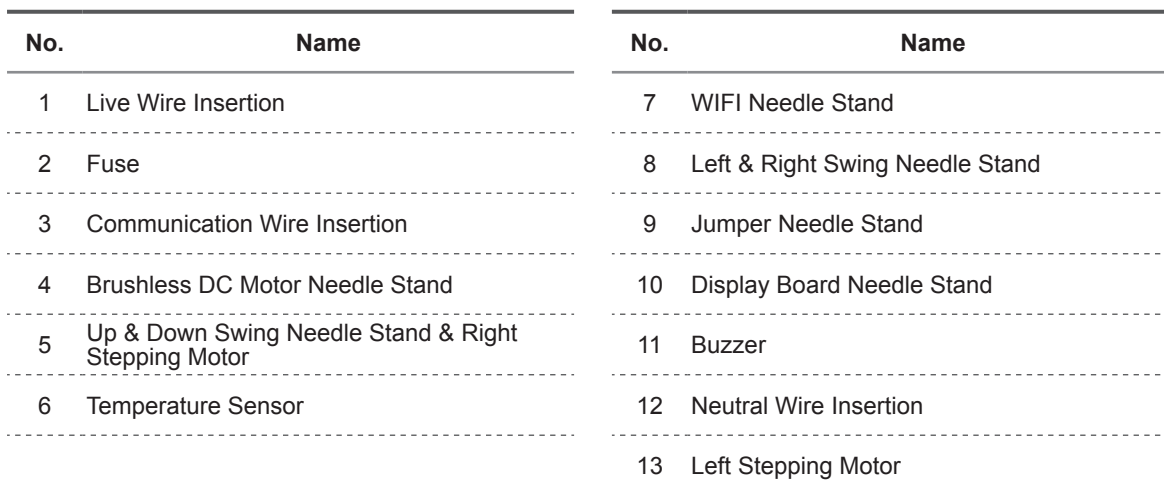 No. Name
1 Live Wire Insertion
2 Fuse
3 Communication Wire Insertion
4 Brushless DC Motor Needle Stand
5 Up & Down Swing Needle Stand & Right
Stepping Motor
6 Temperature Sensor
No. Name
7 WIFI Needle Stand
8 Left & Right Swing Needle Stand
9 Jumper Needle Stand
10 Display Board Needle Stand
11 Buzzer
12 Neutral Wire Insertion
13 Left Stepping Motor